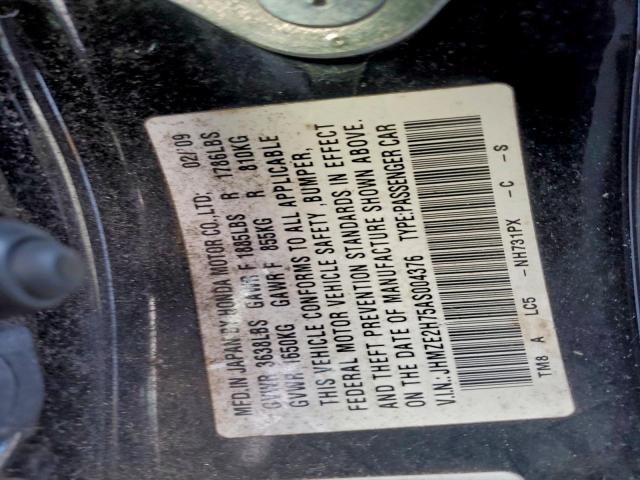 MFD.IN JAPAN BY HONDA MOTOR CO.,LTD: 02/ 09
GVWR 3638LBS GAWR F 1885LBS R 1786LBS
GVWR 1650KG GAWR F 855KG R 810KG
THIS VEHICLE CONFORMS TO ALL APPLICABLE
FEDERAL MOTOR VEHICLE SAFETY ,BUMPER,
AND THEFT PREVENTION STANDARDS IN EFFECT
ON THE DATE OF MANUFACTURE SHOWN ABOVE.
V.I.N.:JHMZE2H75AS004376 TYPE:PASSENGER CAR
TM8 A LC5 -NH731PX -C -S